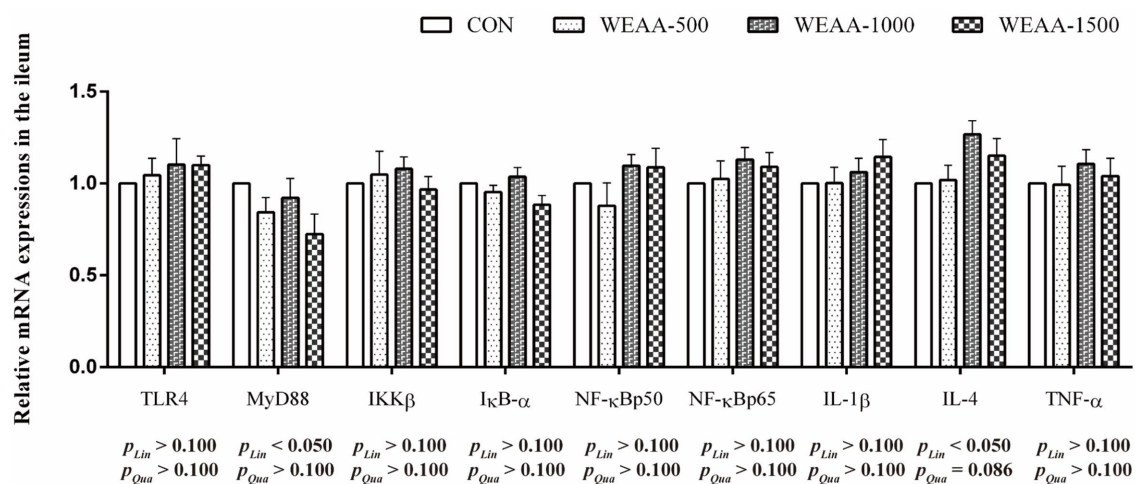 CON WEAA-500 WEAA-1000 WEAA-1500
Relative mRNA expressions in the ileum
1.5
1.0
0.5
0.0
TLR4 MyD88 IKKβ IκB-α NF-κBp50 NF-κBp65 IL-1β IL-4 TNF-α
pLin > 0.100 pLin < 0.050 pLin > 0.100 pLin > 0.100 pLin > 0.100 pLin > 0.100 pLin > 0.100 pLin < 0.050 pLin > 0.100
pQua > 0.100 pQua > 0.100 pQua > 0.100 pQua > 0.100 pQua > 0.100 pQua > 0.100 pQua > 0.100 pQua = 0.086 pQua > 0.100